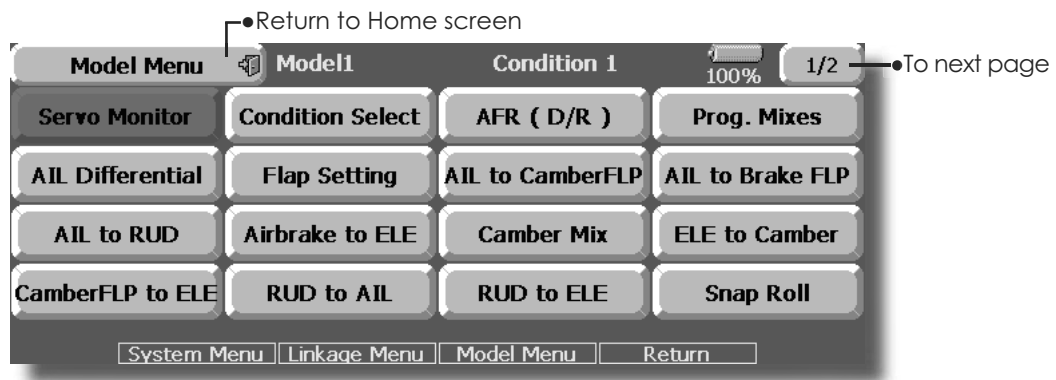 ●Return to Home screen
Model Menu Model1 Condition 1 100% 1/2 ●To next page
Servo Monitor Condition Select AFR ( D/R ) Prog. Mixes
AIL Differential Flap Setting AIL to CamberFLP AIL to Brake FLP
AIL to RUD Airbrake to ELE Camber Mix ELE to Camber
CamberFLP to ELE RUD to AIL RUD to ELE Snap Roll
System Menu Linkage Menu Model Menu Return